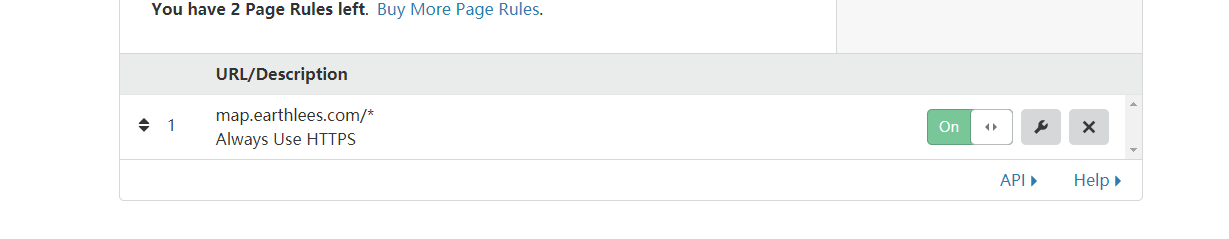 You have 2 Page Rules left. Buy More Page Rules.
URL/Description
1
map.earthlees.com/*
Always Use HTTPS
On
API
Help